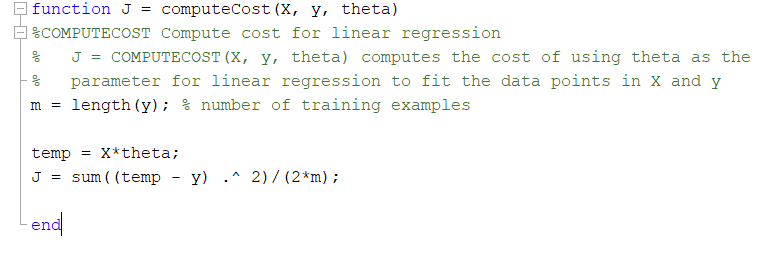 function J = computeCost(X, y, theta)
%COMPUTECOST Compute cost for linear regression
%   J = COMPUTECOST(X, y, theta) computes the cost of using theta as the
%   parameter for linear regression to fit the data points in X and y
m = length(y); % number of training examples
temp = X*theta;
J = sum((temp - y) .^ 2)/(2*m);
end